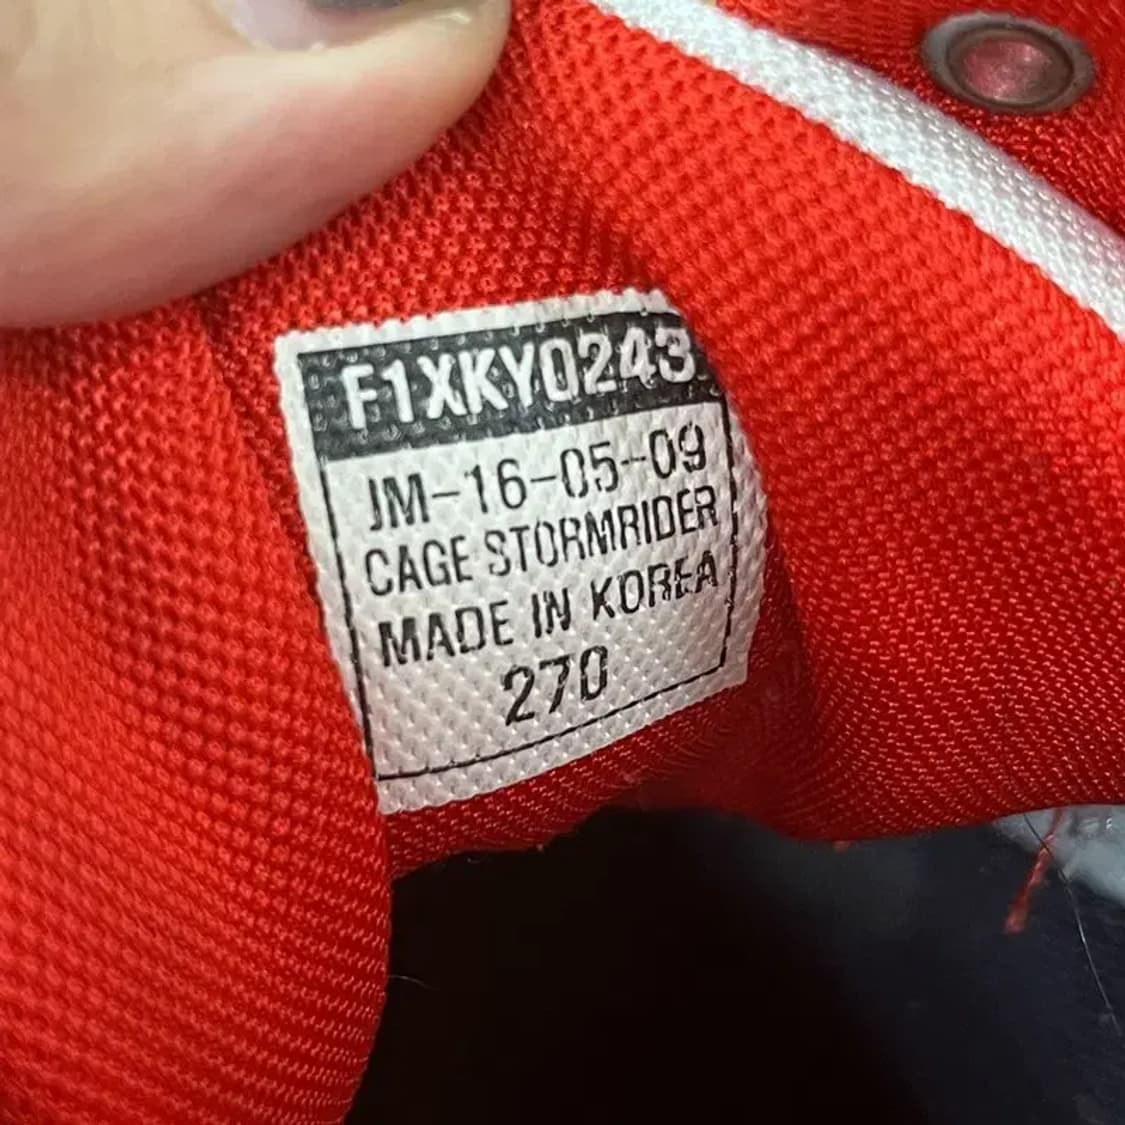 F1XKY0243
JM-16-05-09
CAGE STORMRIDER
MADE IN KOREA
270